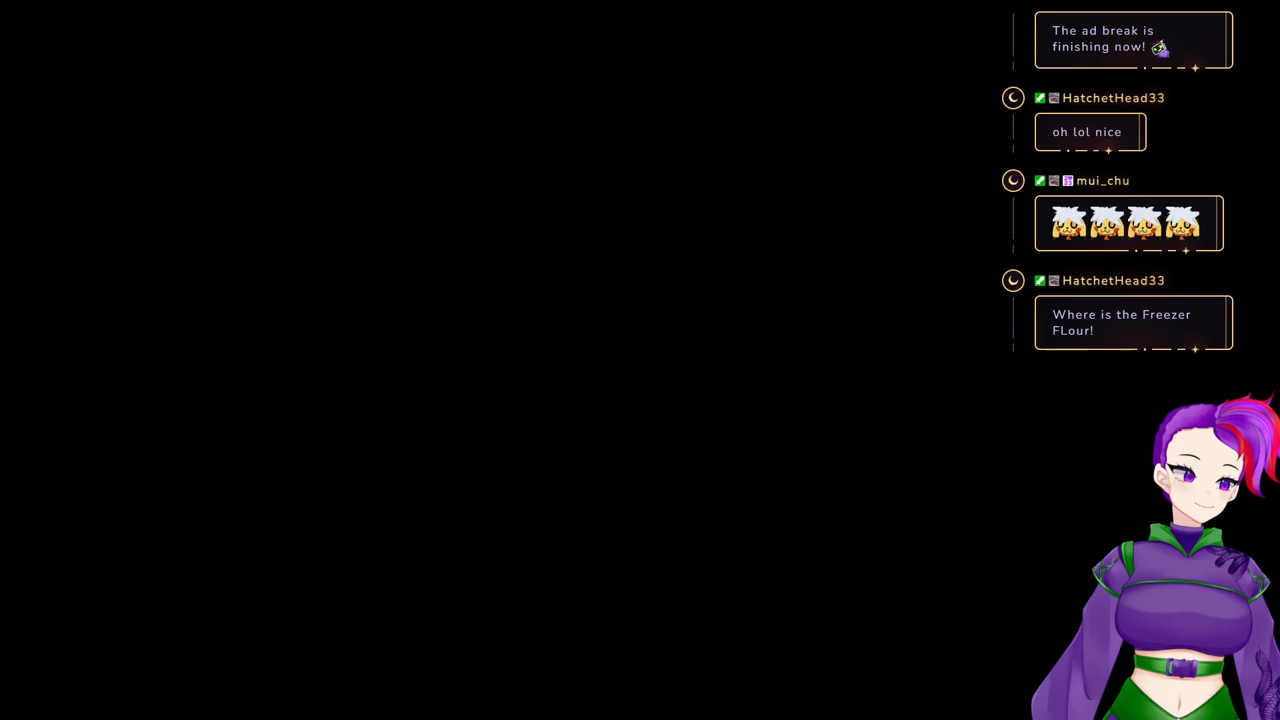 The ad break is
finishing now!
HatchetHead33
oh lol nice
mui_chu
HatchetHead33
Where is the Freezer
FLour!